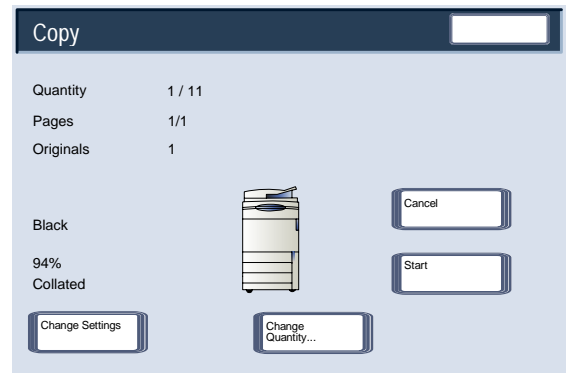 Copy
Quantity 1 / 11
Pages 1/1
Originals 1
Black
94%
Collated
Cancel
Start
Change Settings
Change
Quantity...